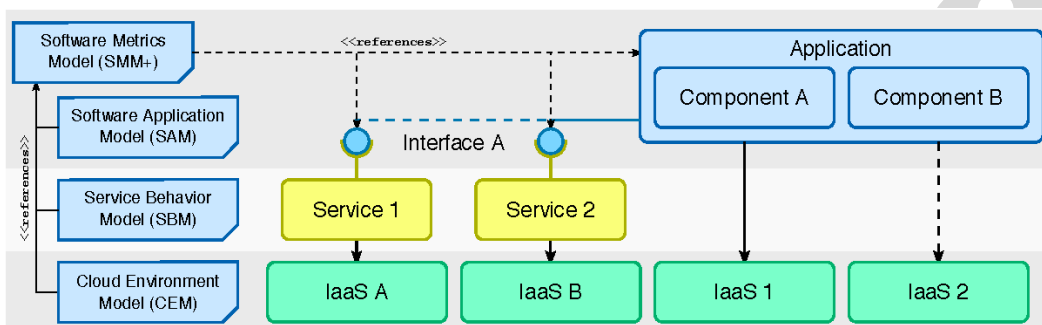 Software Metrics
Model (SMM+)
<<references>>
Application
Component A
Component B
Software Application
Model (SAM)
Interface A
<<references>>
Service Behavior
Model (SBM)
Service 1
Service 2
Cloud Environment
Model (CEM)
IaaS A
IaaS B
IaaS 1
IaaS 2